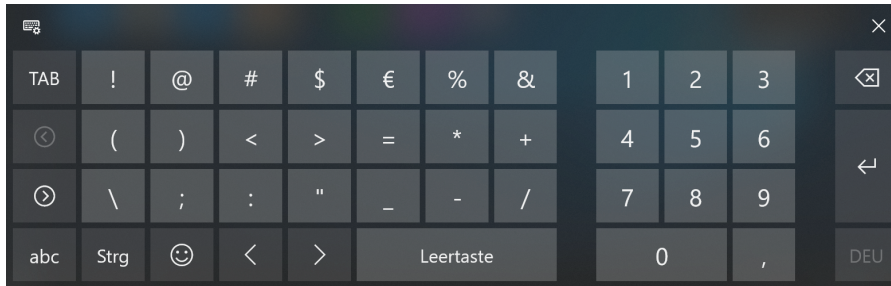 TAB ! @ # $ € % & 1 2 3
( ) < > = * + 4 5 6
\ ; : " _ - / 7 8 9
abc Strg < > Leertaste 0 , DEU